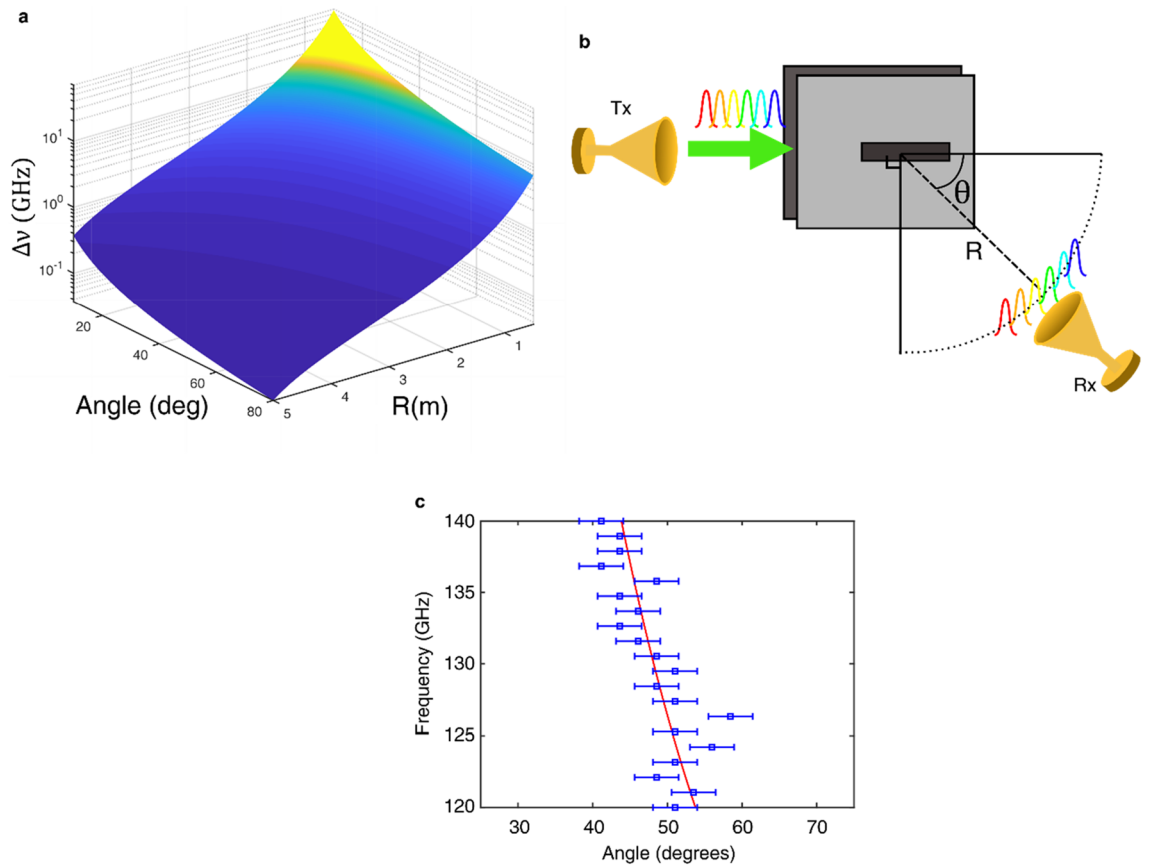 a
Δν (GHz)
10¹
10⁰
10⁻¹
20
40
60
80
Angle (deg)
5
4
3
2
1
R(m)
b
Tx
θ
R
Rx
c
Frequency (GHz)
140
135
130
125
120
30
40
50
60
70
Angle (degrees)